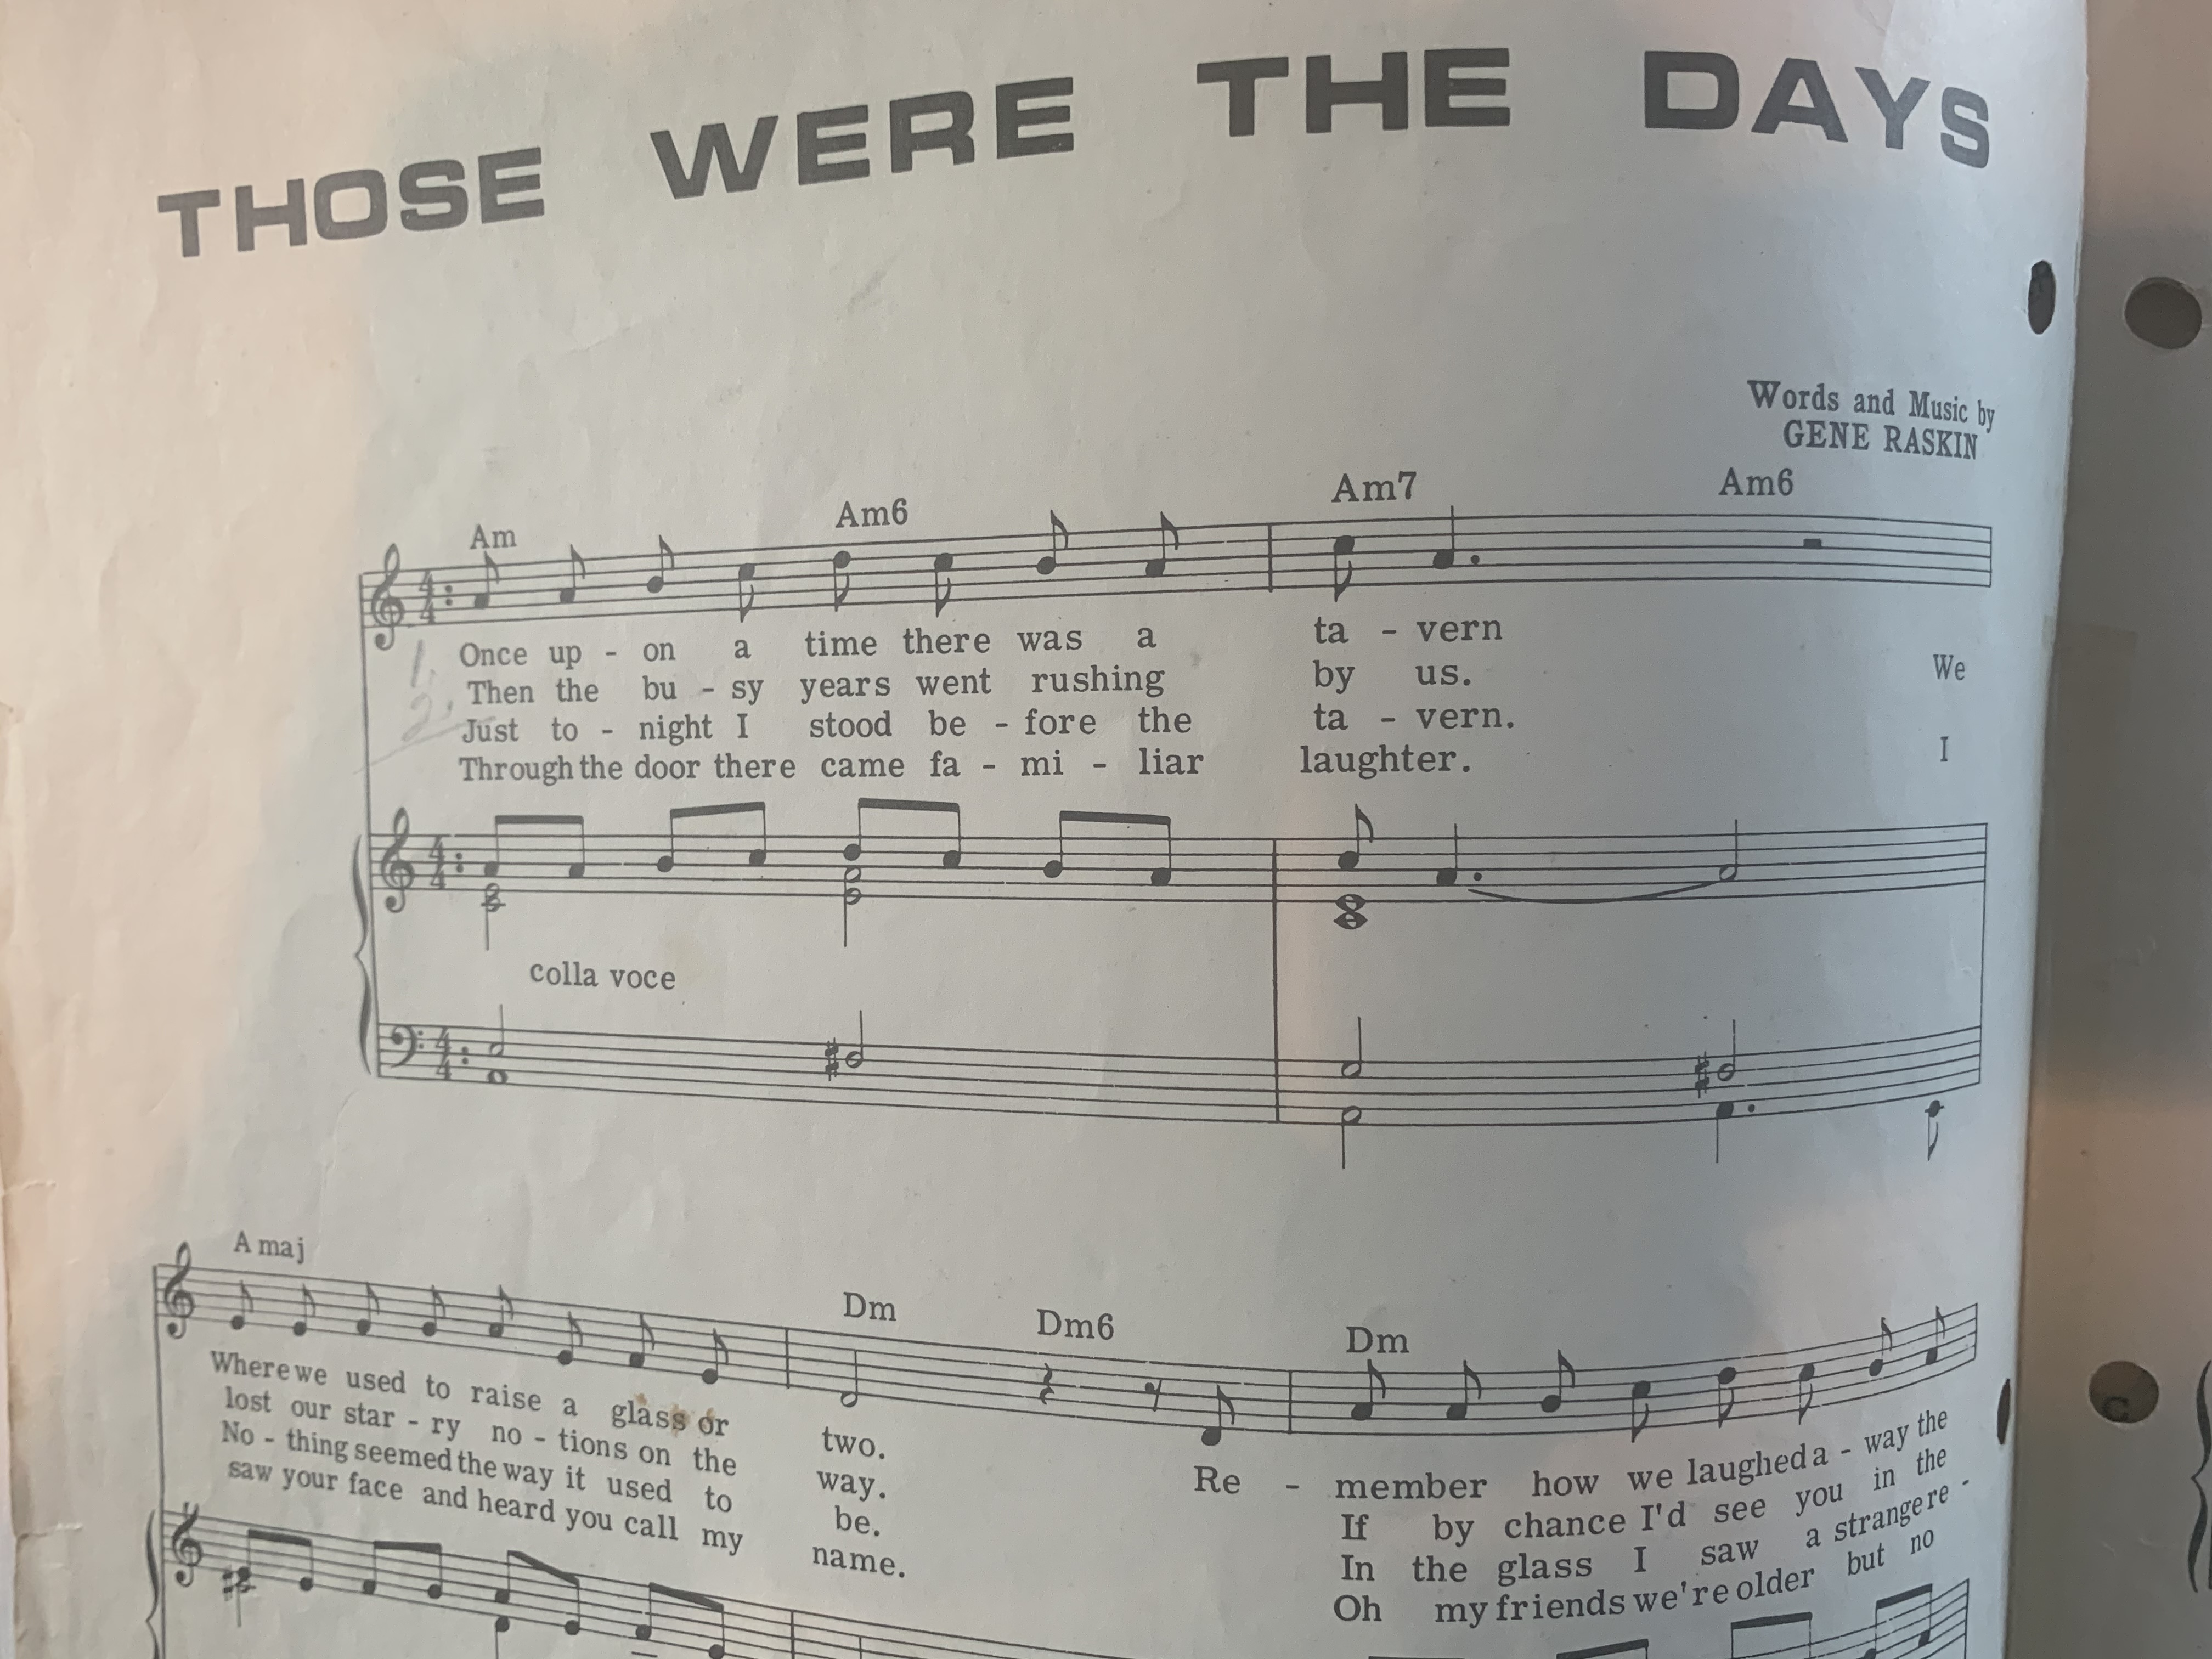 THOSE WERE THE DAYS
Words and Music by
GENE RASKIN
Am Am6 Am7 Am6
Once up - on a time there was a ta - vern
1. Then the bu - sy years went rushing by us. We
2. Just to - night I stood be - fore the ta - vern.
Through the door there came fa - mi - liar laughter. I
colla voce
A maj Dm Dm6 Dm
Where we used to raise a glass or two. Re - member how we laughed a - way the
lost our star - ry no - tions on the way. If by chance I'd see you in the
No - thing seemed the way it used to be. In the glass I saw a strange re -
saw your face and heard you call my name. Oh my friends we're older but no